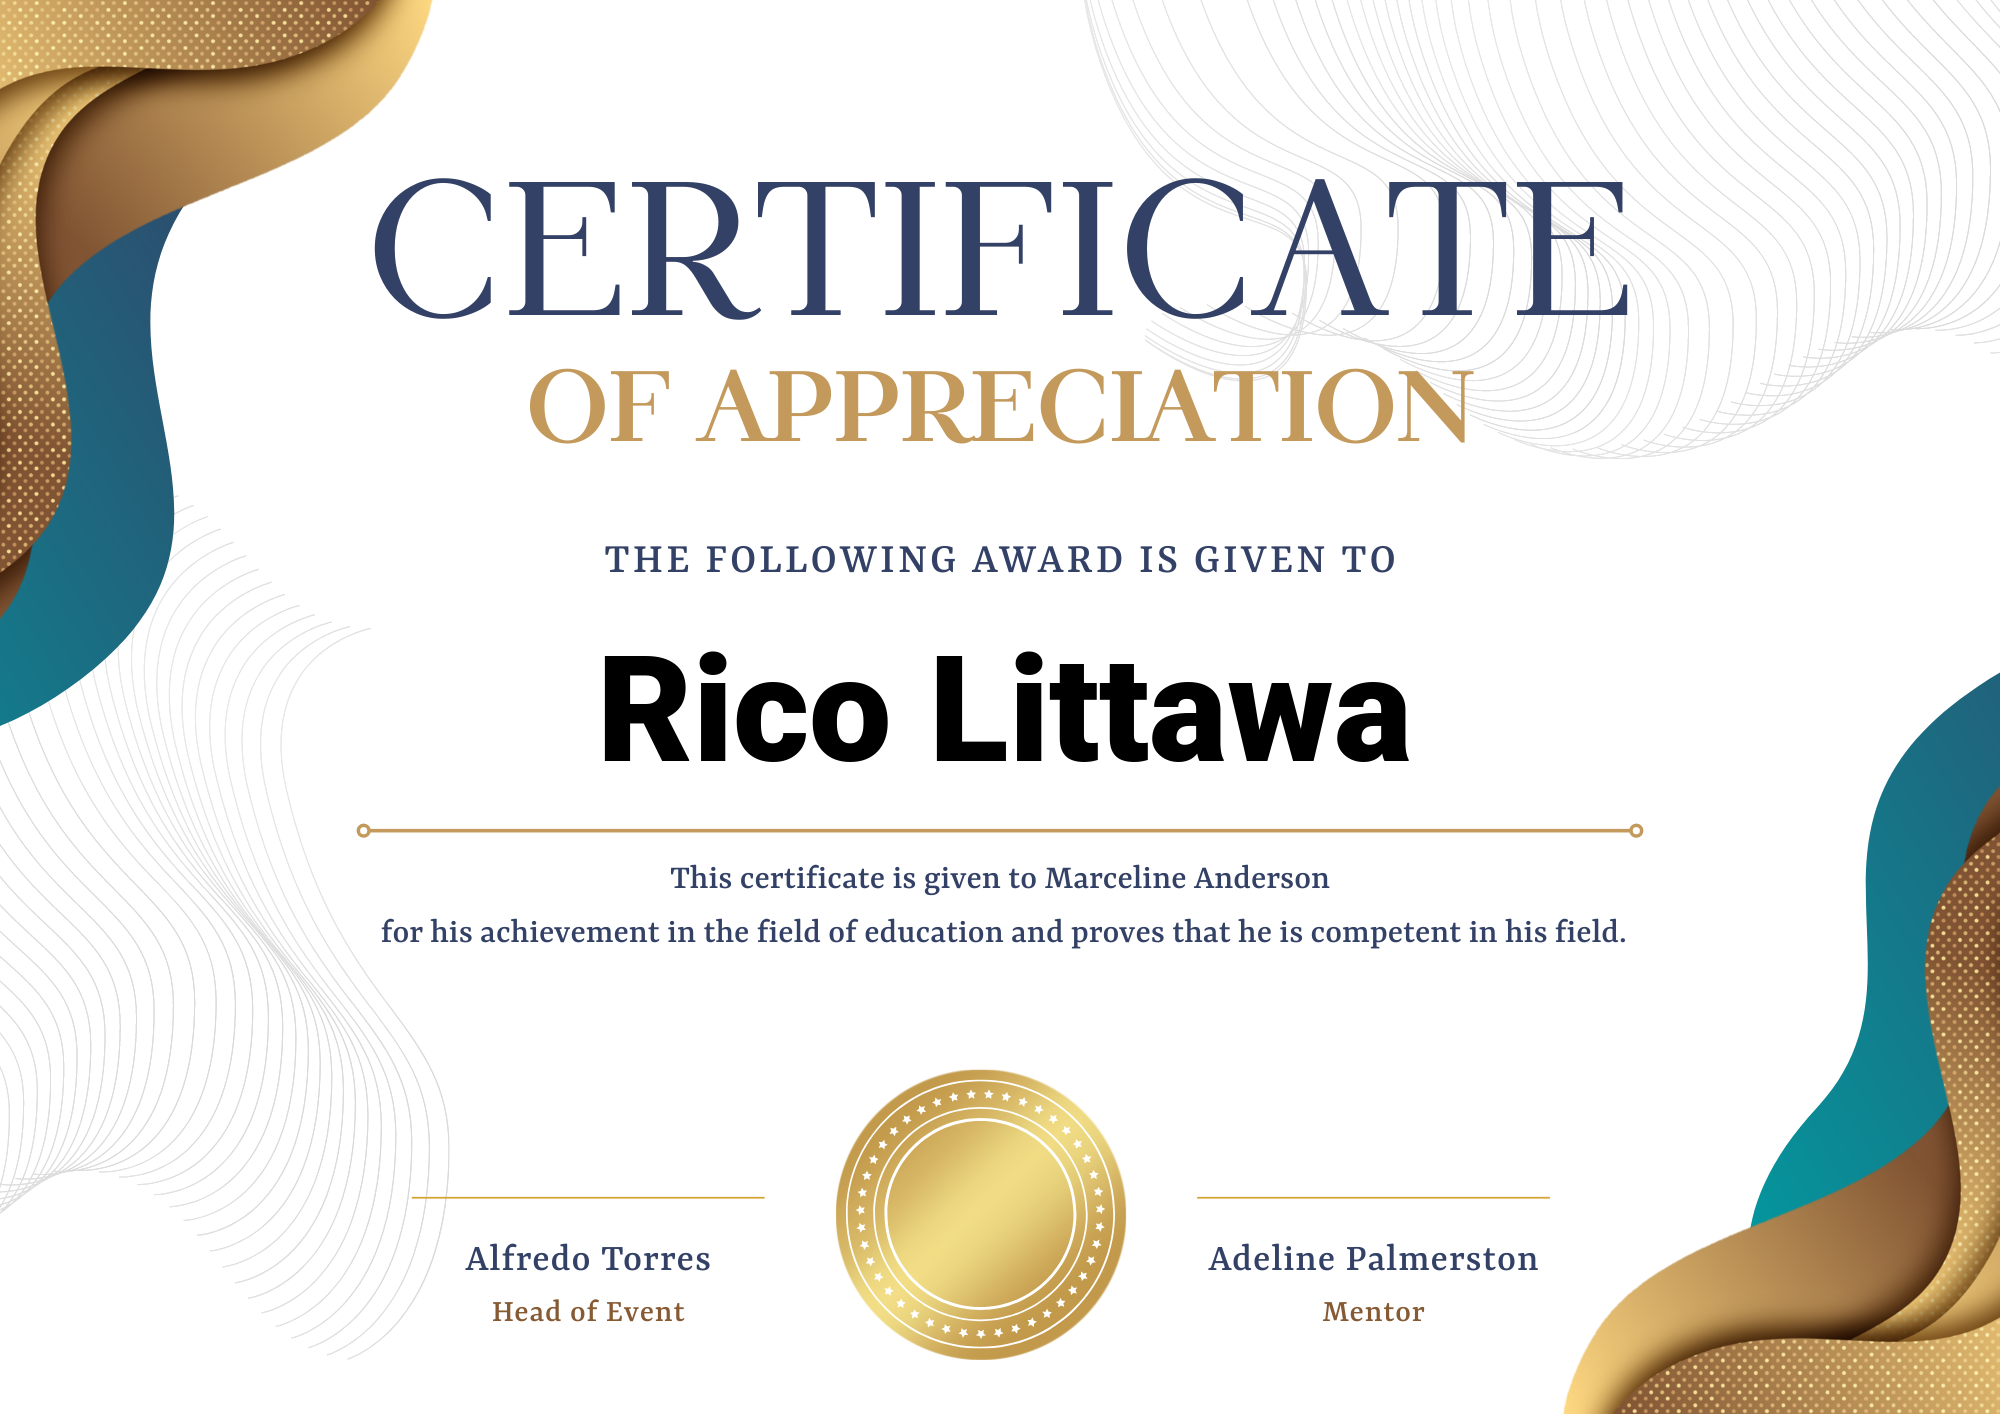 CERTIFICATE
OF APPRECIATION
THE FOLLOWING AWARD IS GIVEN TO
Rico Littawa
This certificate is given to Marceline Anderson
for his achievement in the field of education and proves that he is competent in his field.
Alfredo Torres
Head of Event
Adeline Palmerston
Mentor